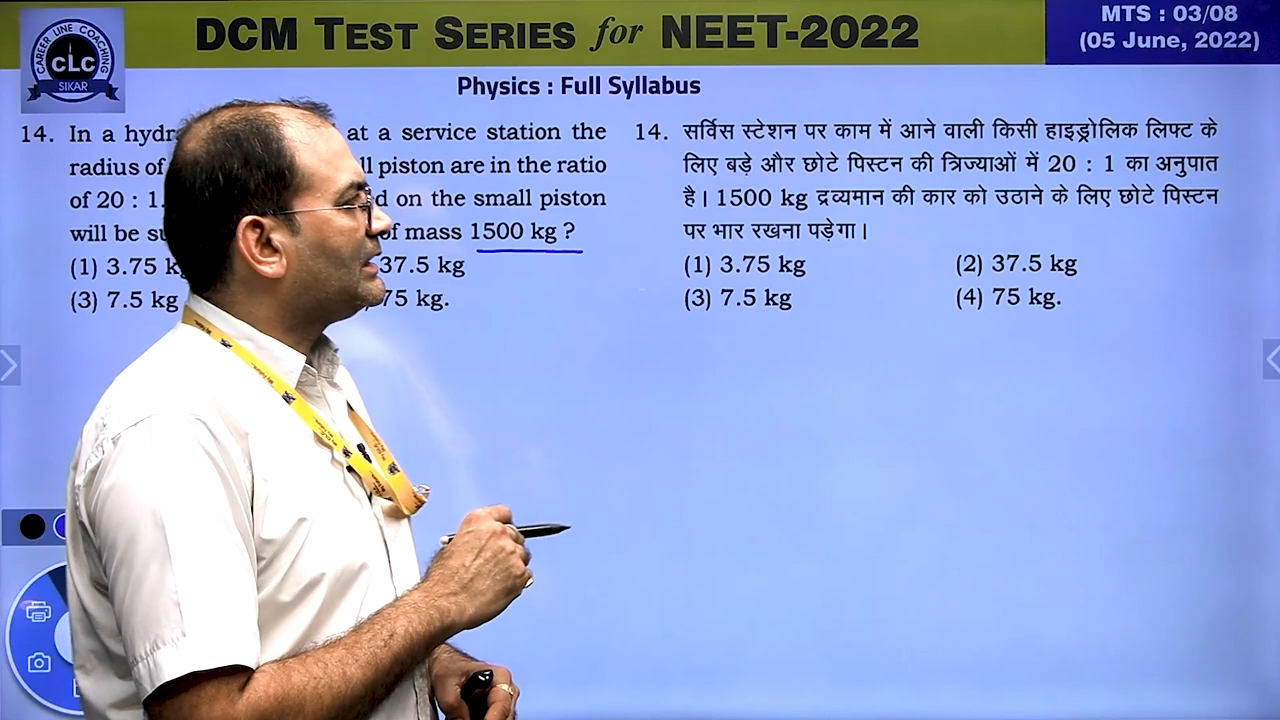 DCM TEST SERIES for NEET-2022
MTS : 03/08
(05 June, 2022)
CAREER LINE COACHING
CLC
SIKAR
Physics : Full Syllabus
14. In a at a service station the
radius of piston are in the ratio
of 20 : 1. on the small piston
will be of mass 1500 kg ?
(1) 3.75 37.5 kg
(3) 7.5 kg 75 kg.
14. सर्विस स्टेशन पर काम में आने वाली किसी हाइड्रोलिक लिफ्ट के
लिए बड़े और छोटे पिस्टन की त्रिज्याओं में 20 : 1 का अनुपात
है। 1500 kg द्रव्यमान की कार को उठाने के लिए छोटे पिस्टन
पर भार रखना पड़ेगा।
(1) 3.75 kg (2) 37.5 kg
(3) 7.5 kg (4) 75 kg.